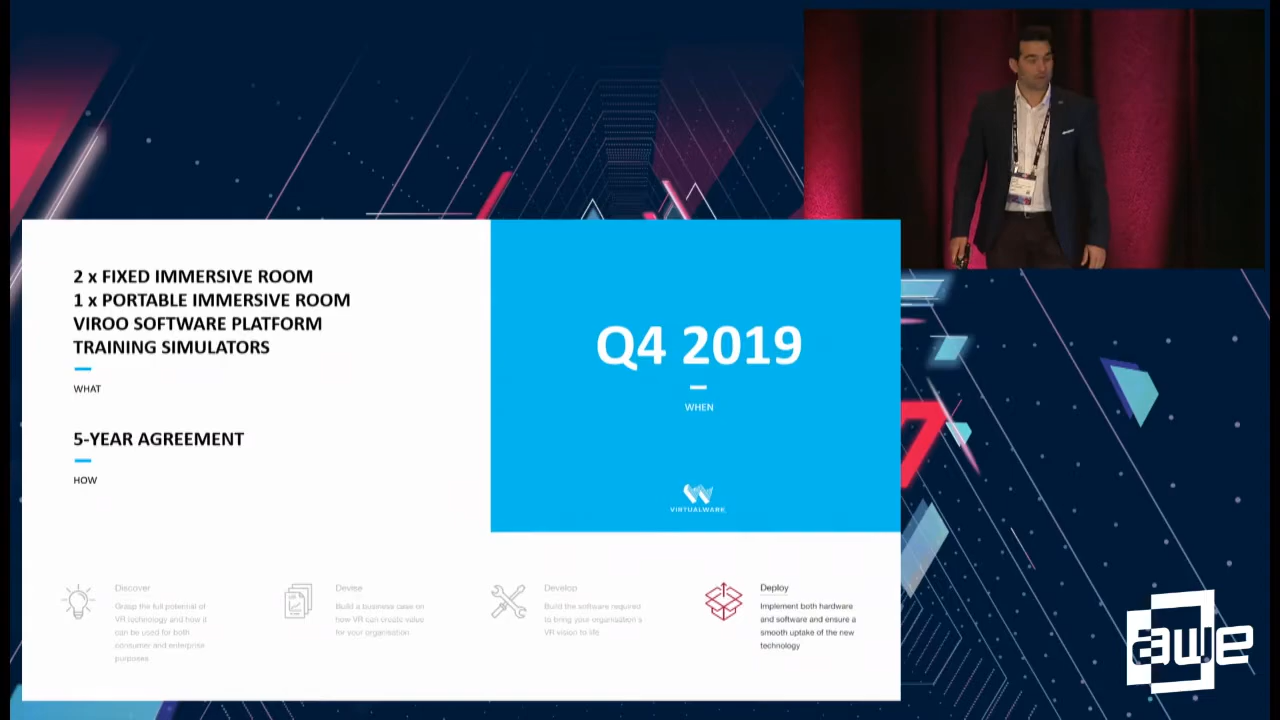 2 x FIXED IMMERSIVE ROOM
1 x PORTABLE IMMERSIVE ROOM
VIROO SOFTWARE PLATFORM
TRAINING SIMULATORS
WHAT
5-YEAR AGREEMENT
HOW
Q4 2019
WHEN
VIRTUALWARE
Discover
Grasp the full potential of
VR technology and how it
can be used for both
consumer and enterprise
purposes
Devise
Build a business case on
how VR can create value
for your organisation
Develop
Build the software required
to bring your organisation's
VR vision to life
Deploy
Implement both hardware
and software and ensure a
smooth uptake of the new
technology
awe